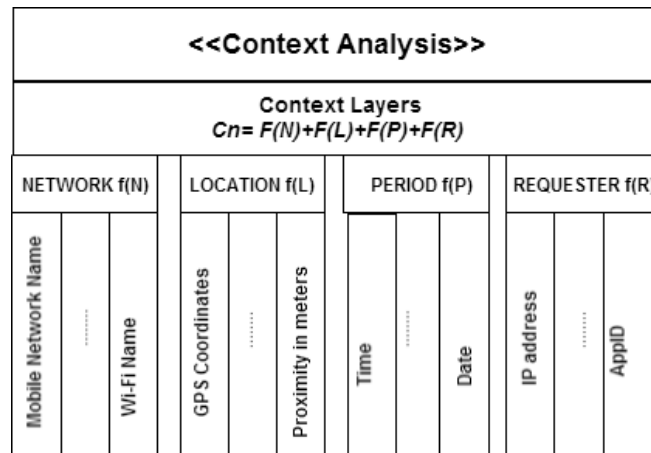 <<Context Analysis>>
Context Layers
Cn= F(N)+F(L)+F(P)+F(R)
NETWORK f(N)
LOCATION f(L)
PERIOD f(P)
REQUESTER f(R)
Mobile Network Name
........
Wi-Fi Name
GPS Coordinates
........
Proximity in meters
Time
........
Date
IP address
........
AppID